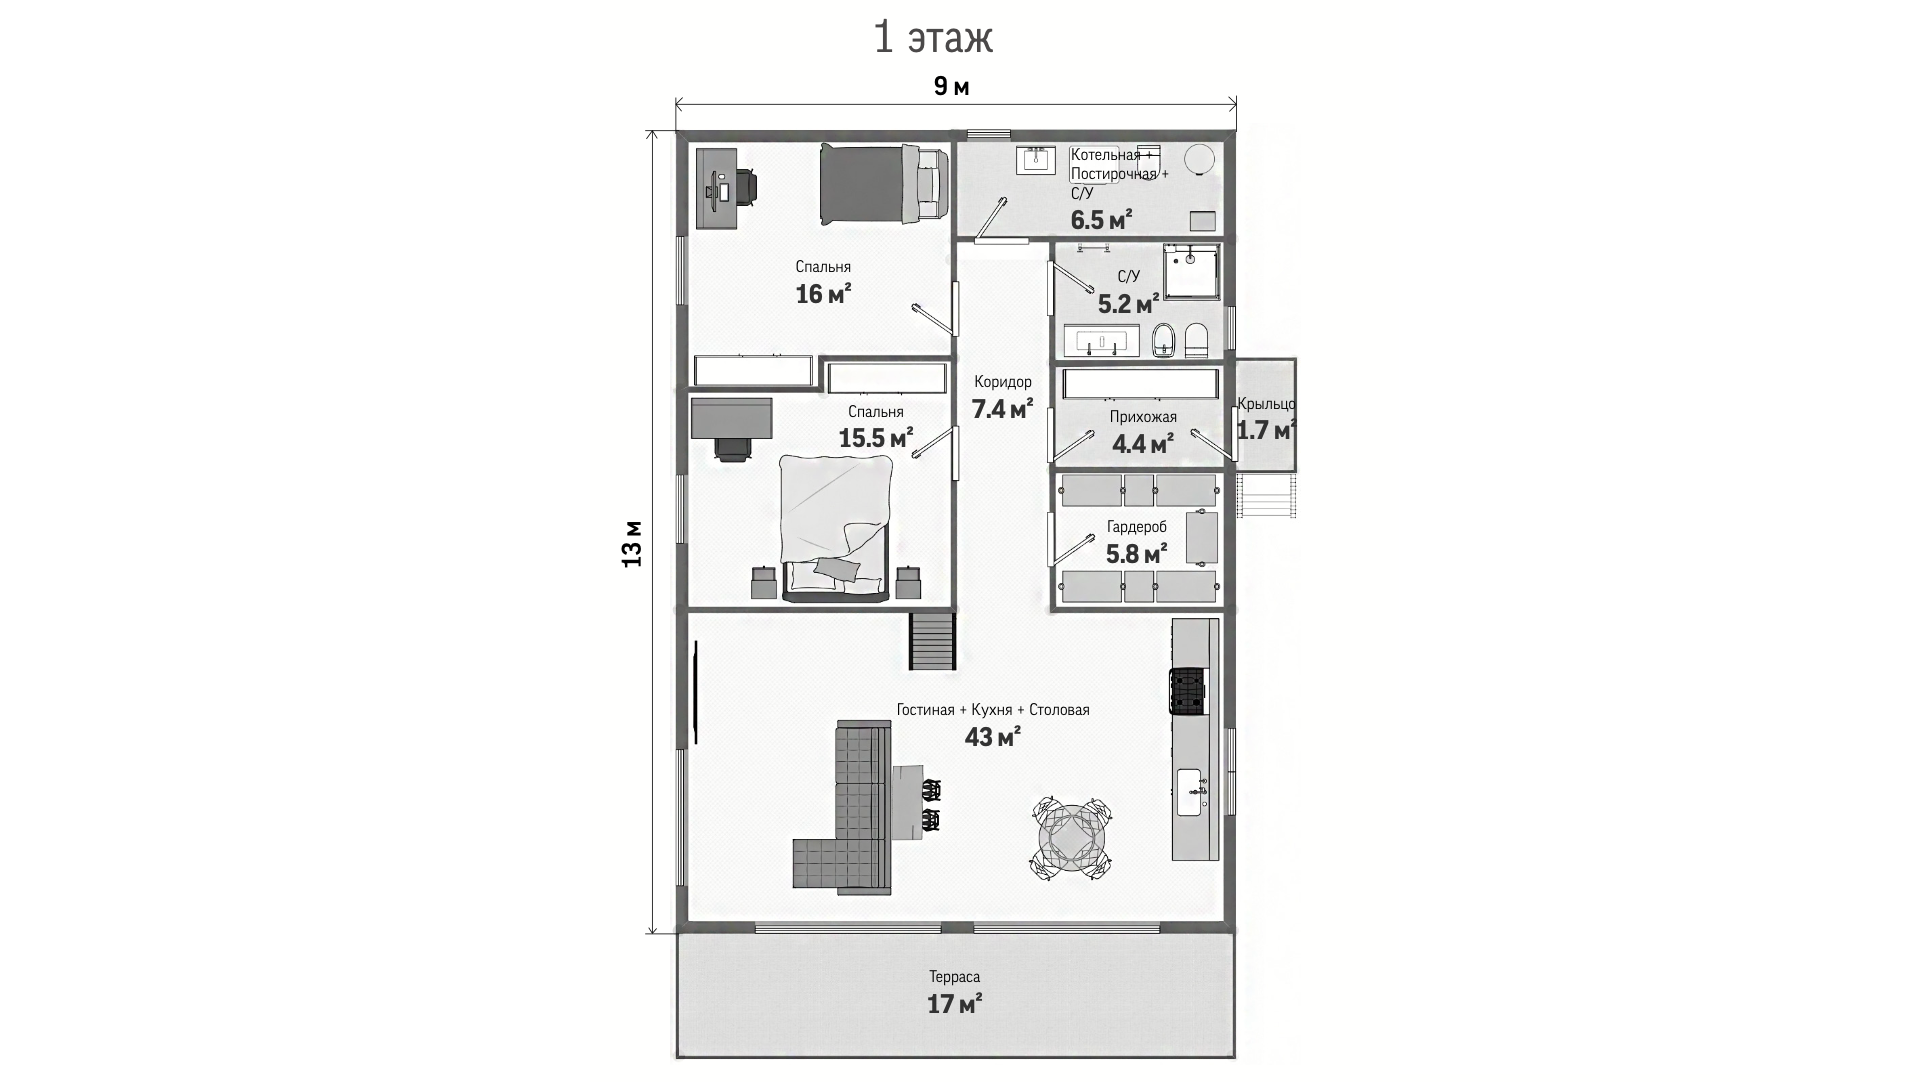 1 этаж
9 м
13 м
Котельная +
Постирочная +
С/У
6.5 м²
Спальня
16 м²
С/У
5.2 м²
Коридор
7.4 м²
Спальня
15.5 м²
Прихожая
4.4 м²
Крыльцо
1.7 м²
Гардероб
5.8 м²
Гостиная + Кухня + Столовая
43 м²
Терраса
17 м²